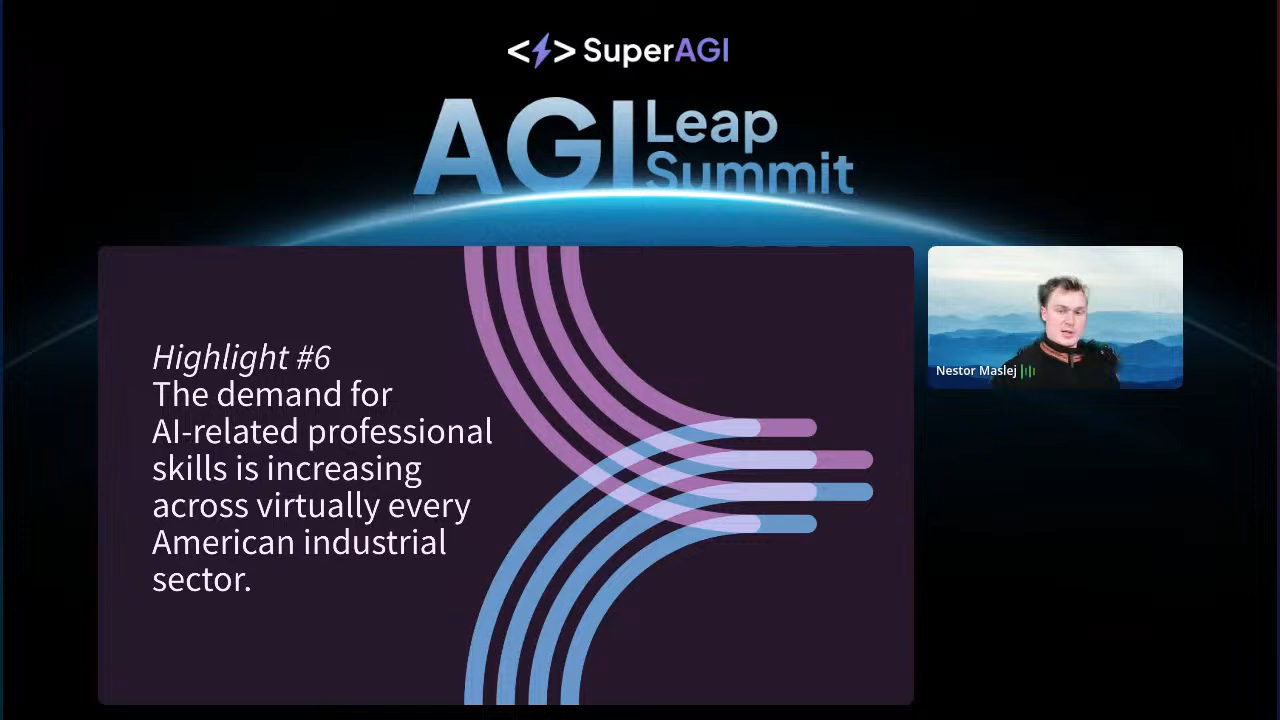 <⚡> SuperAGI
AGI Leap
Summit
Highlight #6
The demand for
AI-related professional
skills is increasing
across virtually every
American industrial
sector.
Nestor Maslej